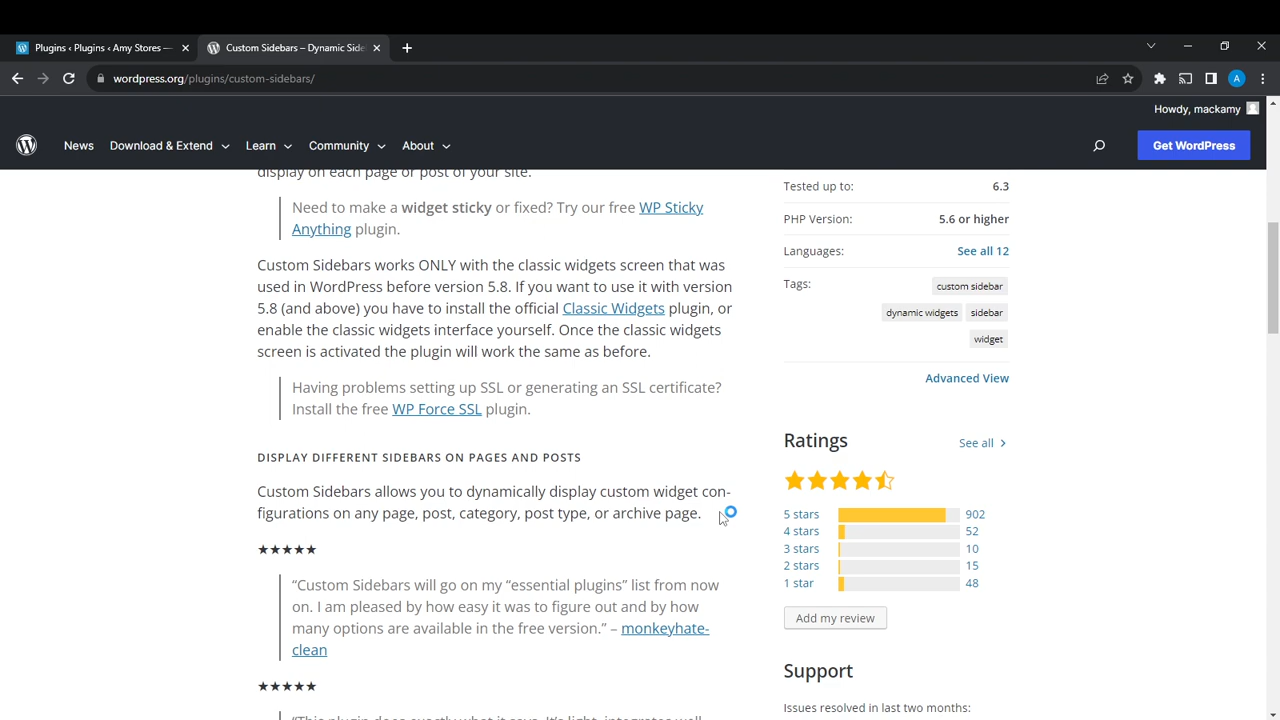 Plugins ‹ Plugins ‹ Amy Stores —
Custom Sidebars – Dynamic Side
wordpress.org/plugins/custom-sidebars/
A
Howdy, mackamy
News
Download & Extend
Learn
Community
About
Get WordPress
display on each page or post of your site.
Need to make a widget sticky or fixed? Try our free WP Sticky
Anything plugin.
Custom Sidebars works ONLY with the classic widgets screen that was
used in WordPress before version 5.8. If you want to use it with version
5.8 (and above) you have to install the official Classic Widgets plugin, or
enable the classic widgets interface yourself. Once the classic widgets
screen is activated the plugin will work the same as before.
Having problems setting up SSL or generating an SSL certificate?
Install the free WP Force SSL plugin.
DISPLAY DIFFERENT SIDEBARS ON PAGES AND POSTS
Custom Sidebars allows you to dynamically display custom widget con-
figurations on any page, post, category, post type, or archive page.
★★★★★
“Custom Sidebars will go on my “essential plugins” list from now
on. I am pleased by how easy it was to figure out and by how
many options are available in the free version.” – monkeyhate-
clean
★★★★★
“This plugin does exactly what it says. It’s light, integrates well
Tested up to: 6.3
PHP Version: 5.6 or higher
Languages: See all 12
Tags: custom sidebar
dynamic widgets sidebar
widget
Advanced View
Ratings See all
5 stars 902
4 stars 52
3 stars 10
2 stars 15
1 star 48
Add my review
Support
Issues resolved in last two months: